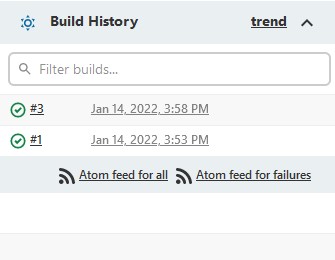 Build History trend
Filter builds...
#3 Jan 14, 2022, 3:58 PM
#1 Jan 14, 2022, 3:53 PM
Atom feed for all Atom feed for failures